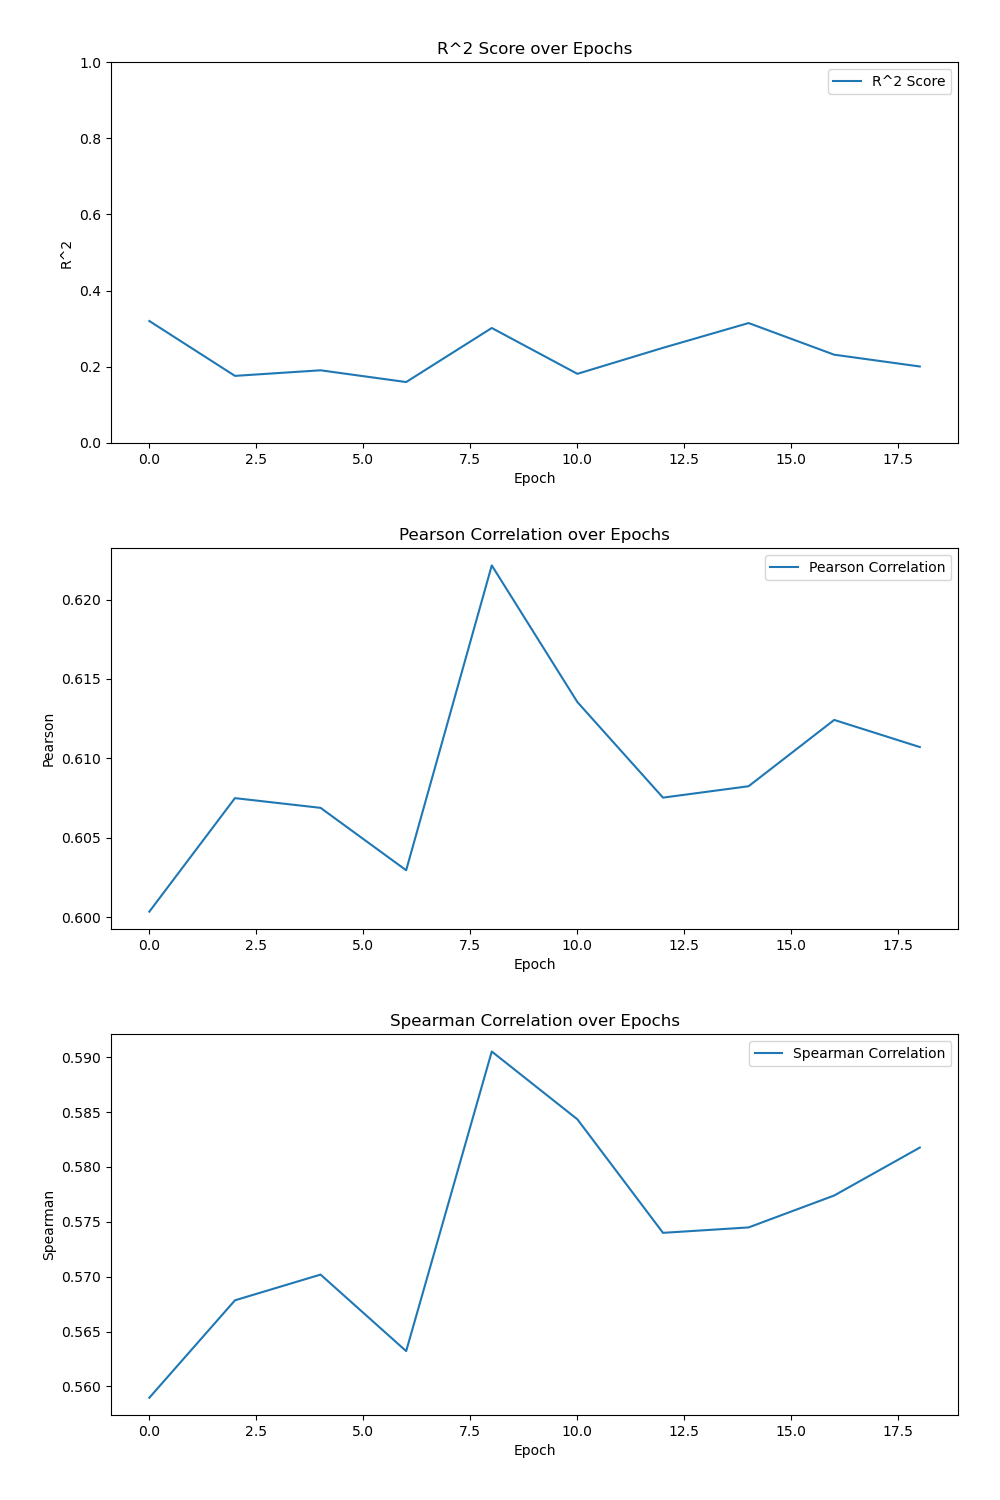 R^2 Score over Epochs
R^2 Score
1.0
0.8
0.6
0.4
0.2
0.0
R^2
0.0 2.5 5.0 7.5 10.0 12.5 15.0 17.5
Epoch
Pearson Correlation over Epochs
Pearson Correlation
0.620
0.615
0.610
0.605
0.600
Pearson
0.0 2.5 5.0 7.5 10.0 12.5 15.0 17.5
Epoch
Spearman Correlation over Epochs
Spearman Correlation
0.590
0.585
0.580
0.575
0.570
0.565
0.560
Spearman
0.0 2.5 5.0 7.5 10.0 12.5 15.0 17.5
Epoch